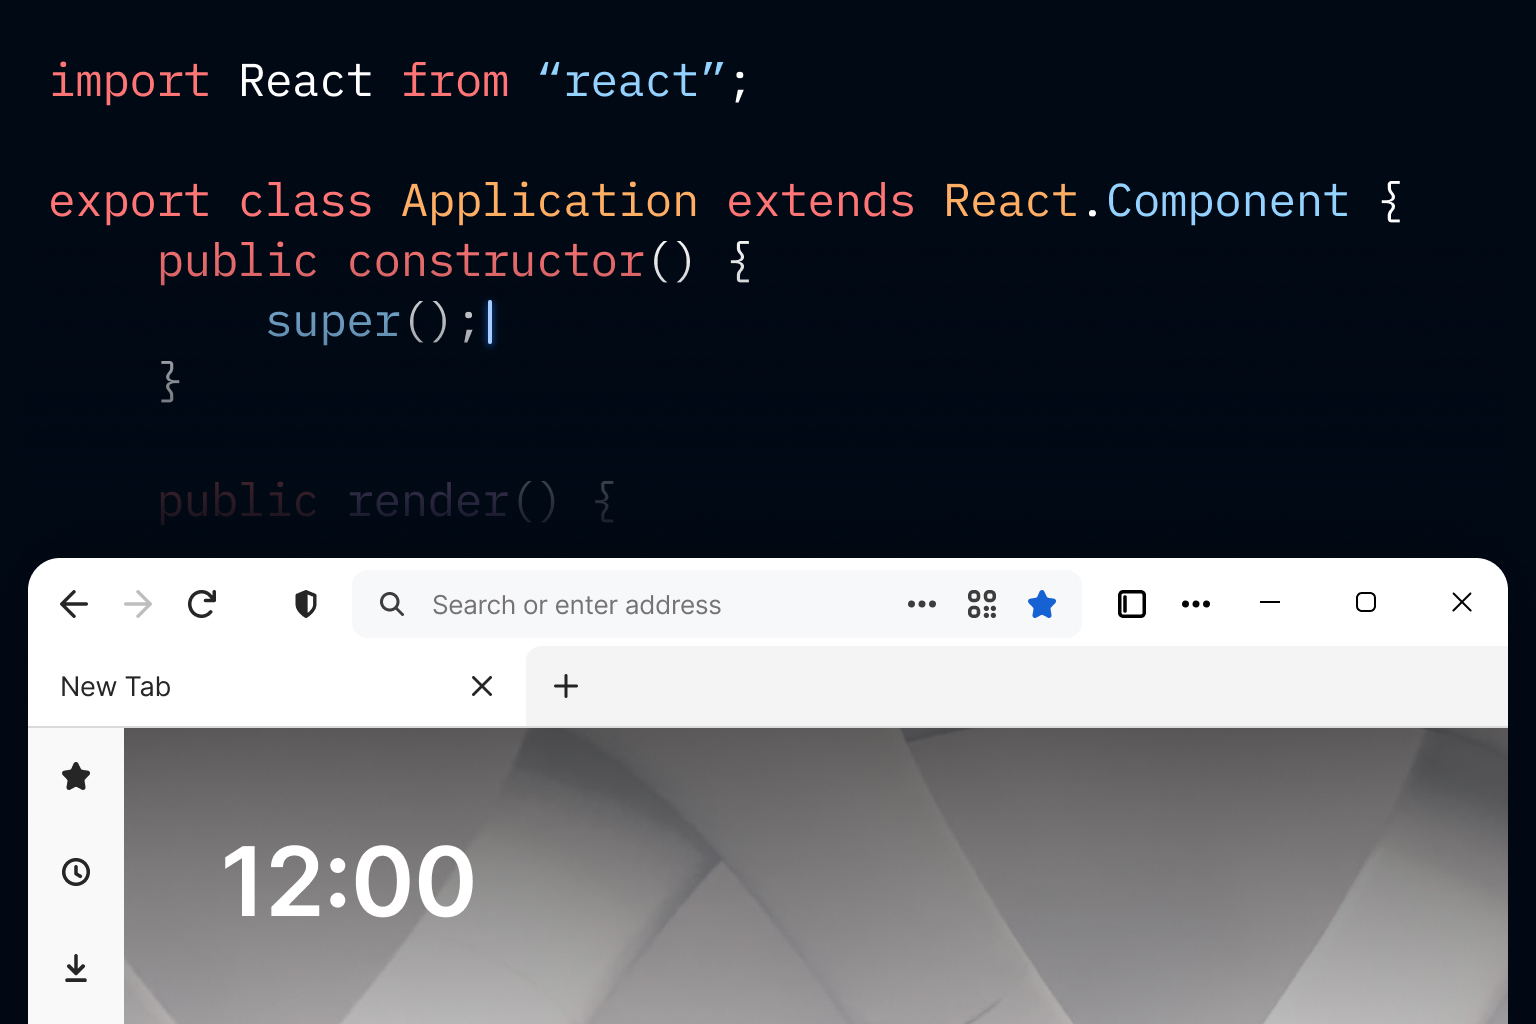 import React from “react”;
export class Application extends React.Component {
public constructor() {
super();
}
public render() {
Search or enter address
New Tab
12:00